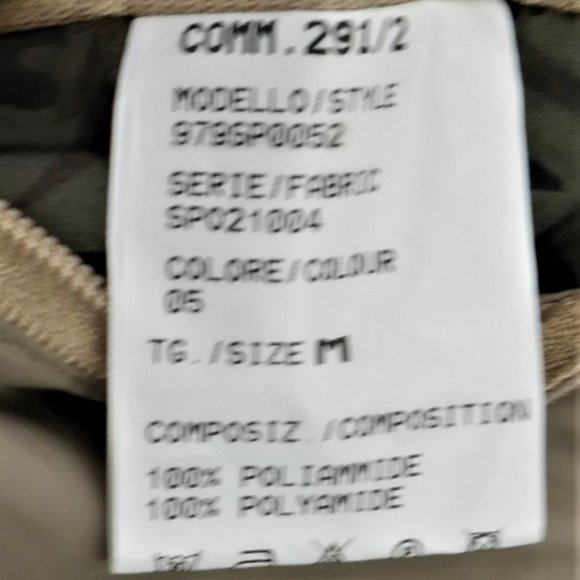 COMM.291/2
MODELLO/STYLE
979SP0052
SERIE/FABRIC
SP021004
COLORE/COLOUR
05
TG./SIZE M
COMPOSIZ./COMPOSITION
100% POLIAMMIDE
100% POLYAMIDE